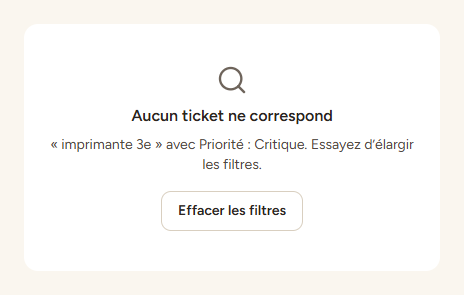 Aucun ticket ne correspond
« imprimante 3e » avec Priorité : Critique. Essayez d’élargir
les filtres.
Effacer les filtres